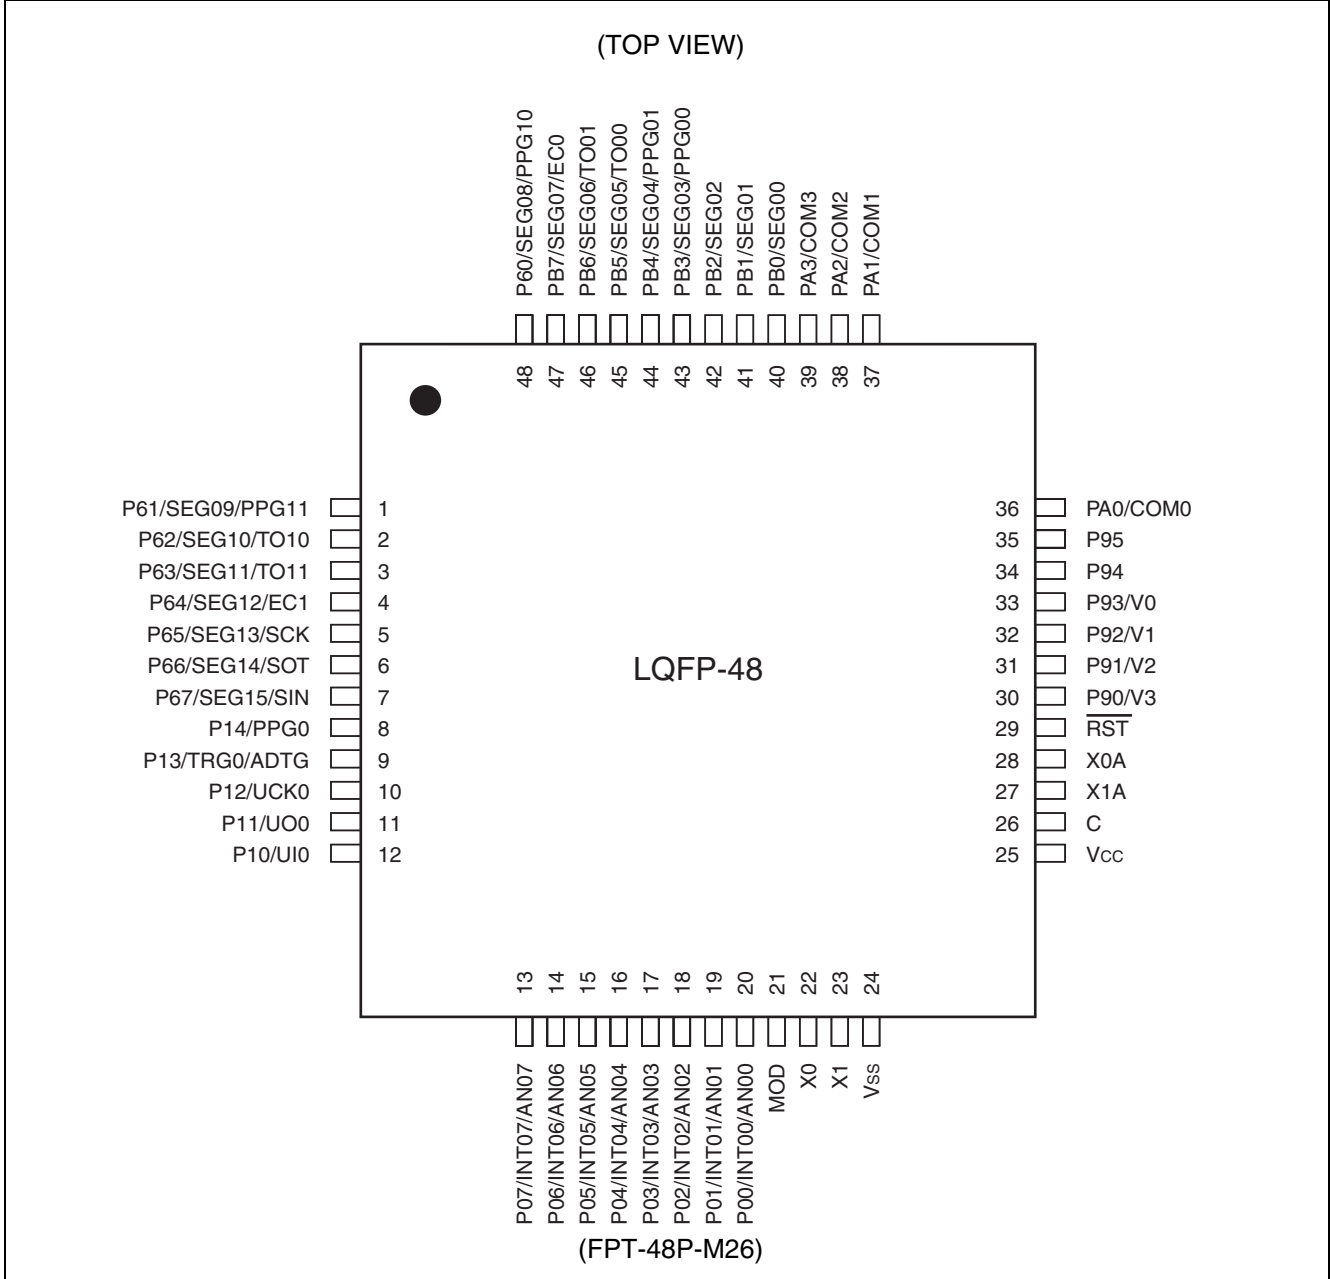 (TOP VIEW)
P60/SEG08/PPG10
PB7/SEG07/EC0
PB6/SEG06/TO01
PB5/SEG05/TO00
PB4/SEG04/PPG01
PB3/SEG03/PPG00
PB2/SEG02
PB1/SEG01
PB0/SEG00
PA3/COM3
PA2/COM2
PA1/COM1
48
47
46
45
44
43
42
41
40
39
38
37
P61/SEG09/PPG11 1
P62/SEG10/TO10 2
P63/SEG11/TO11 3
P64/SEG12/EC1 4
P65/SEG13/SCK 5
P66/SEG14/SOT 6
P67/SEG15/SIN 7
P14/PPG0 8
P13/TRG0/ADTG 9
P12/UCK0 10
P11/UO0 11
P10/UI0 12
LQFP-48
36 PA0/COM0
35 P95
34 P94
33 P93/V0
32 P92/V1
31 P91/V2
30 P90/V3
29 RST
28 X0A
27 X1A
26 C
25 Vcc
13
14
15
16
17
18
19
20
21
22
23
24
P07/INT07/AN07
P06/INT06/AN06
P05/INT05/AN05
P04/INT04/AN04
P03/INT03/AN03
P02/INT02/AN02
P01/INT01/AN01
P00/INT00/AN00
MOD
X0
X1
Vss
(FPT-48P-M26)